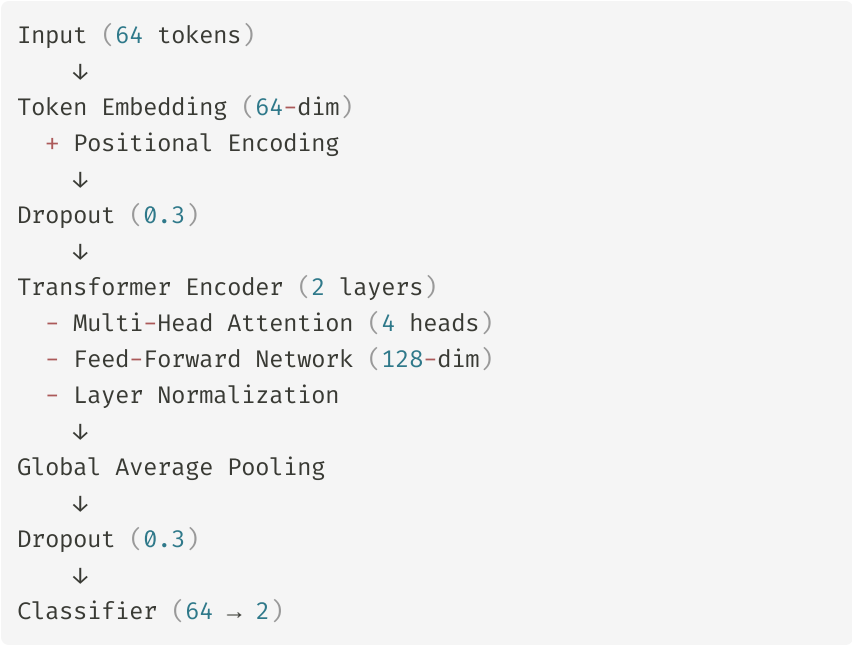 Input (64 tokens)
↓
Token Embedding (64-dim)
+ Positional Encoding
↓
Dropout (0.3)
↓
Transformer Encoder (2 layers)
- Multi-Head Attention (4 heads)
- Feed-Forward Network (128-dim)
- Layer Normalization
↓
Global Average Pooling
↓
Dropout (0.3)
↓
Classifier (64 → 2)